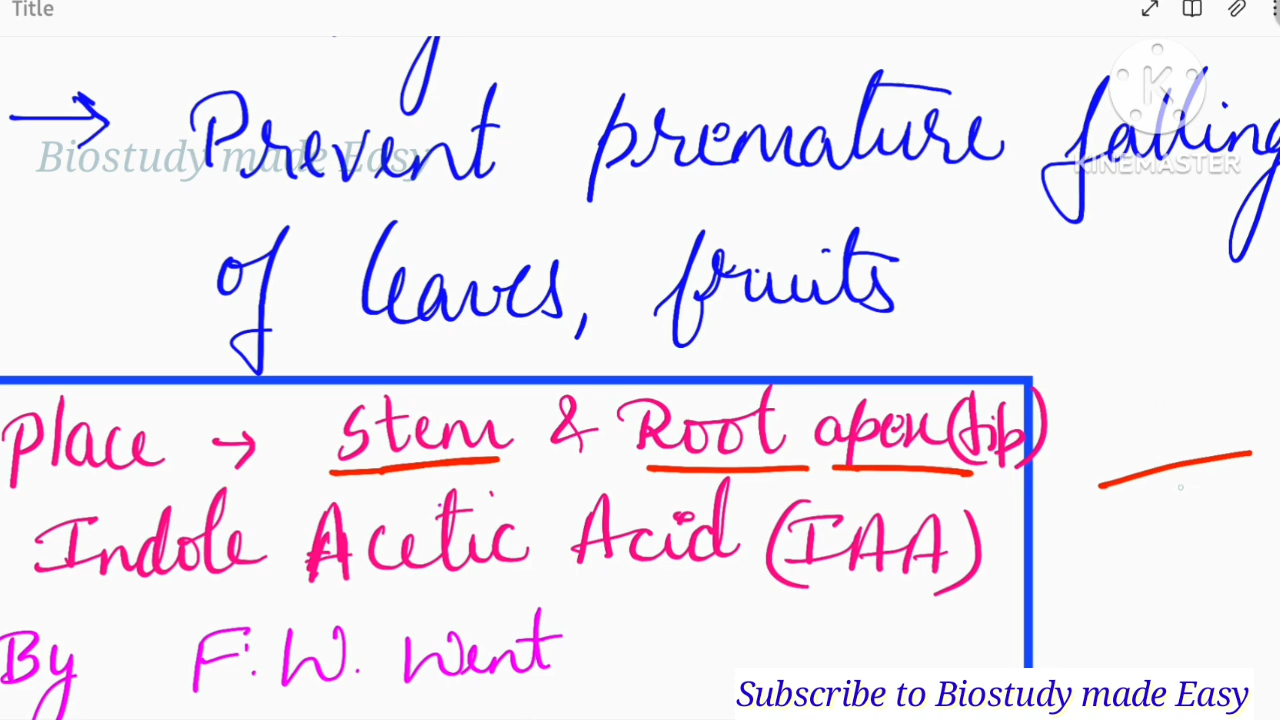 Title
→ Prevent premature falling
Biostudy made Easy
KINEMASTER
of leaves, fruits
Place → Stem & Root apex (tip)
Indole Acetic Acid (IAA)
By F.W. Went
Subscribe to Biostudy made Easy